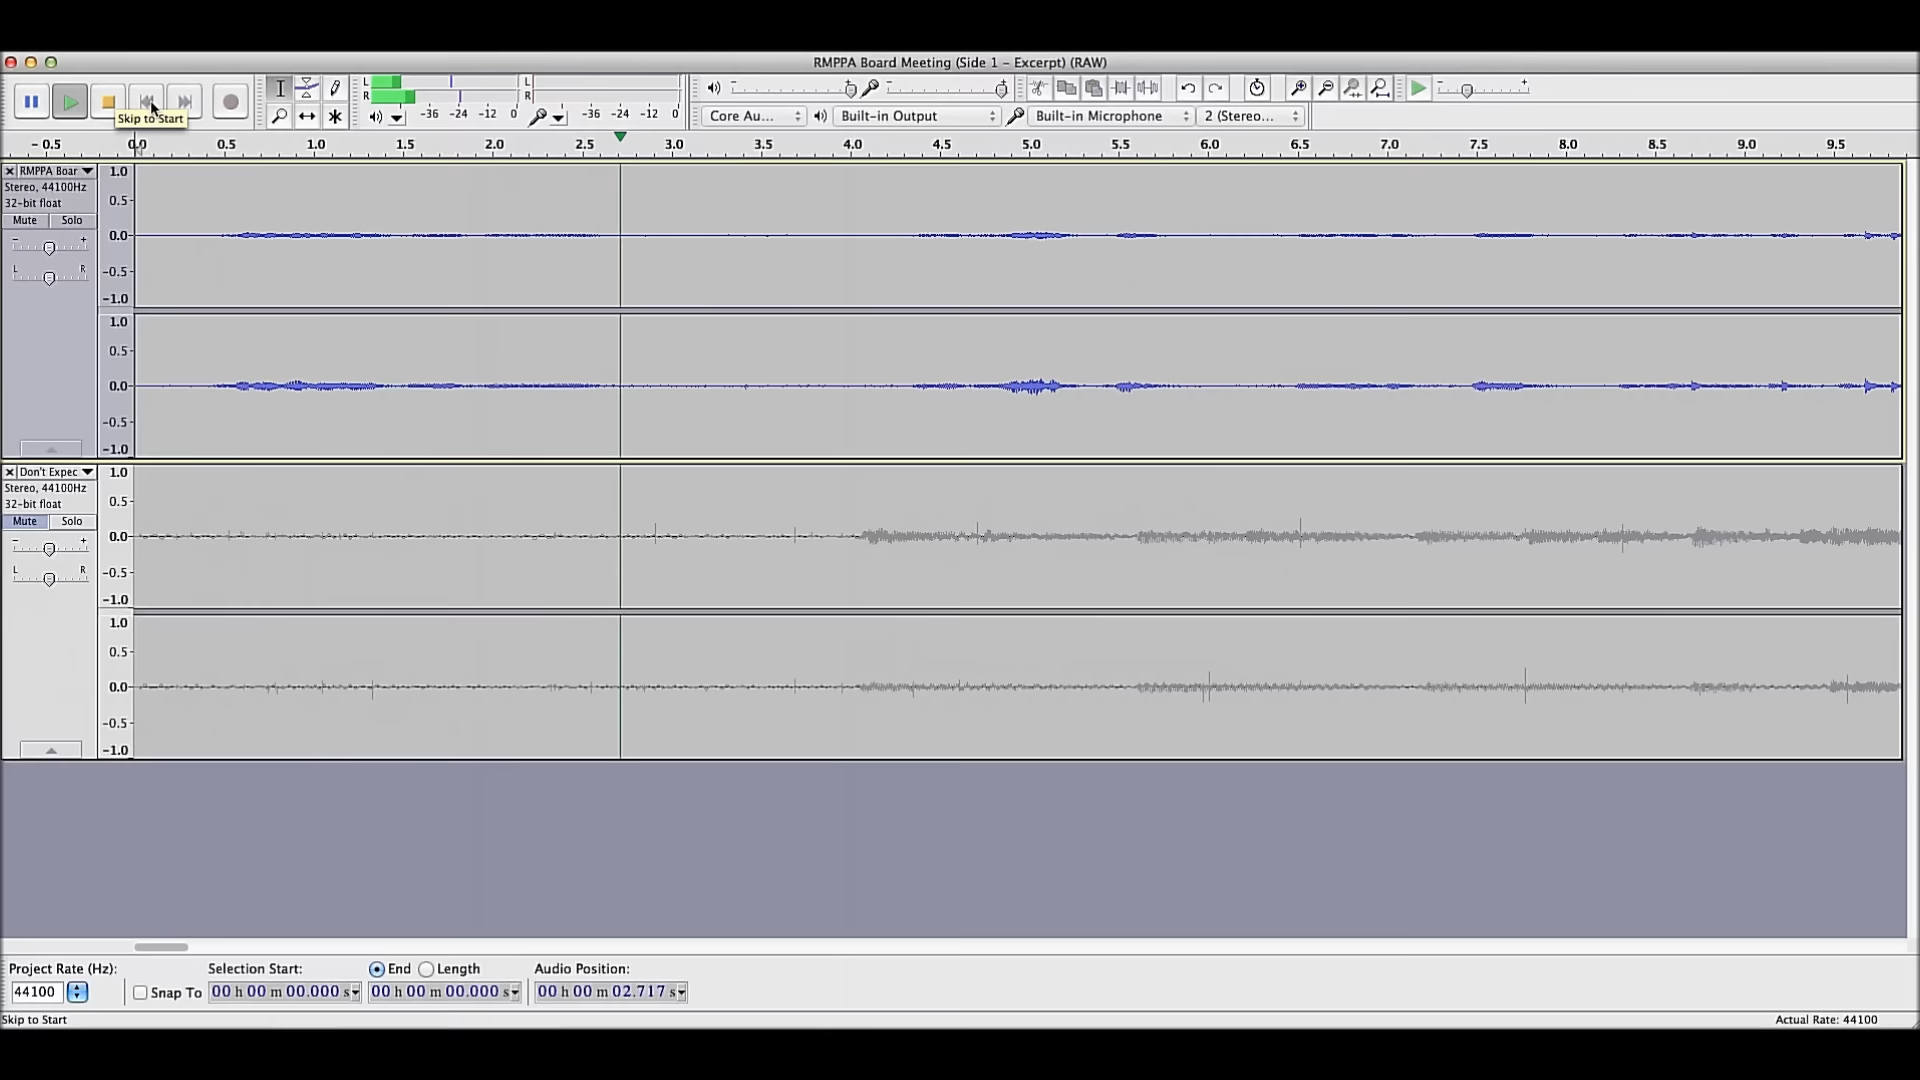 RMPPA Board Meeting (Side 1 – Excerpt) (RAW)
L
R
L
R
-36 -24 -12 0
-36 -24 -12 0
Skip to Start
Core Au...
Built-in Output
Built-in Microphone
2 (Stereo...
- 0.5 0.0 0.5 1.0 1.5 2.0 2.5 3.0 3.5 4.0 4.5 5.0 5.5 6.0 6.5 7.0 7.5 8.0 8.5 9.0 9.5
RMPPA Boar
Stereo, 44100Hz
32-bit float
Mute Solo
- +
L R
1.0
0.5-
0.0-
-0.5-
-1.0
1.0
0.5-
0.0-
-0.5-
-1.0
Don't Expec
Stereo, 44100Hz
32-bit float
Mute Solo
- +
L R
1.0
0.5-
0.0-
-0.5-
-1.0
1.0
0.5-
0.0-
-0.5-
-1.0
Project Rate (Hz):
44100
Snap To
Selection Start:
00 h 00 m 00.000 s
End Length
00 h 00 m 00.000 s
Audio Position:
00 h 00 m 02.717 s
Skip to Start
Actual Rate: 44100